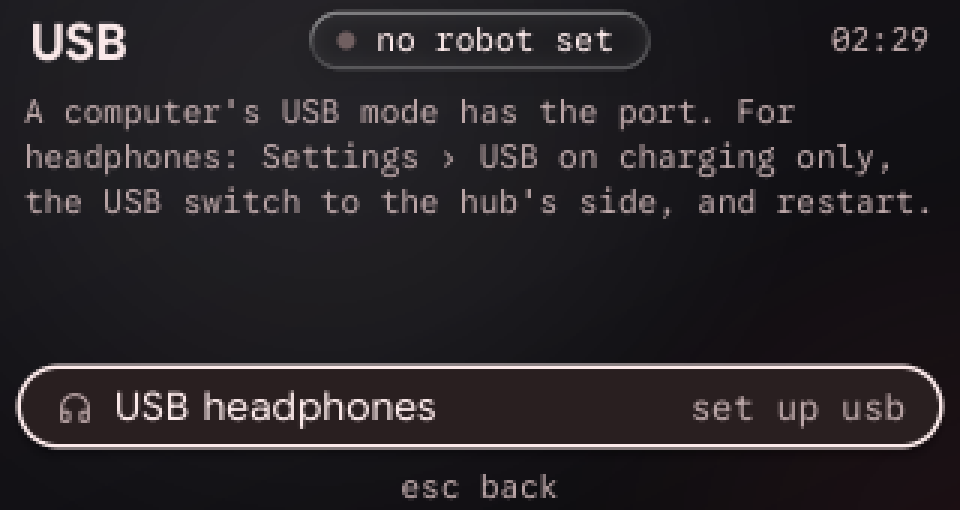 USB
no robot set
02:29
A computer's USB mode has the port. For
headphones: Settings › USB on charging only,
the USB switch to the hub's side, and restart.
USB headphones
set up usb
esc back